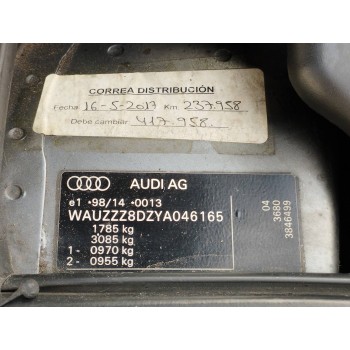 CORREA DISTRIBUCIÓN
Fecha 16-5-2017 Km. 237.958
Debe cambiar 417.958.
AUDI AG
e1 *98/14 *0013
WAUZZZ8DZYA046165
1785 kg
3085 kg
1- 0970 kg
2- 0955 kg
04
3680
3846499